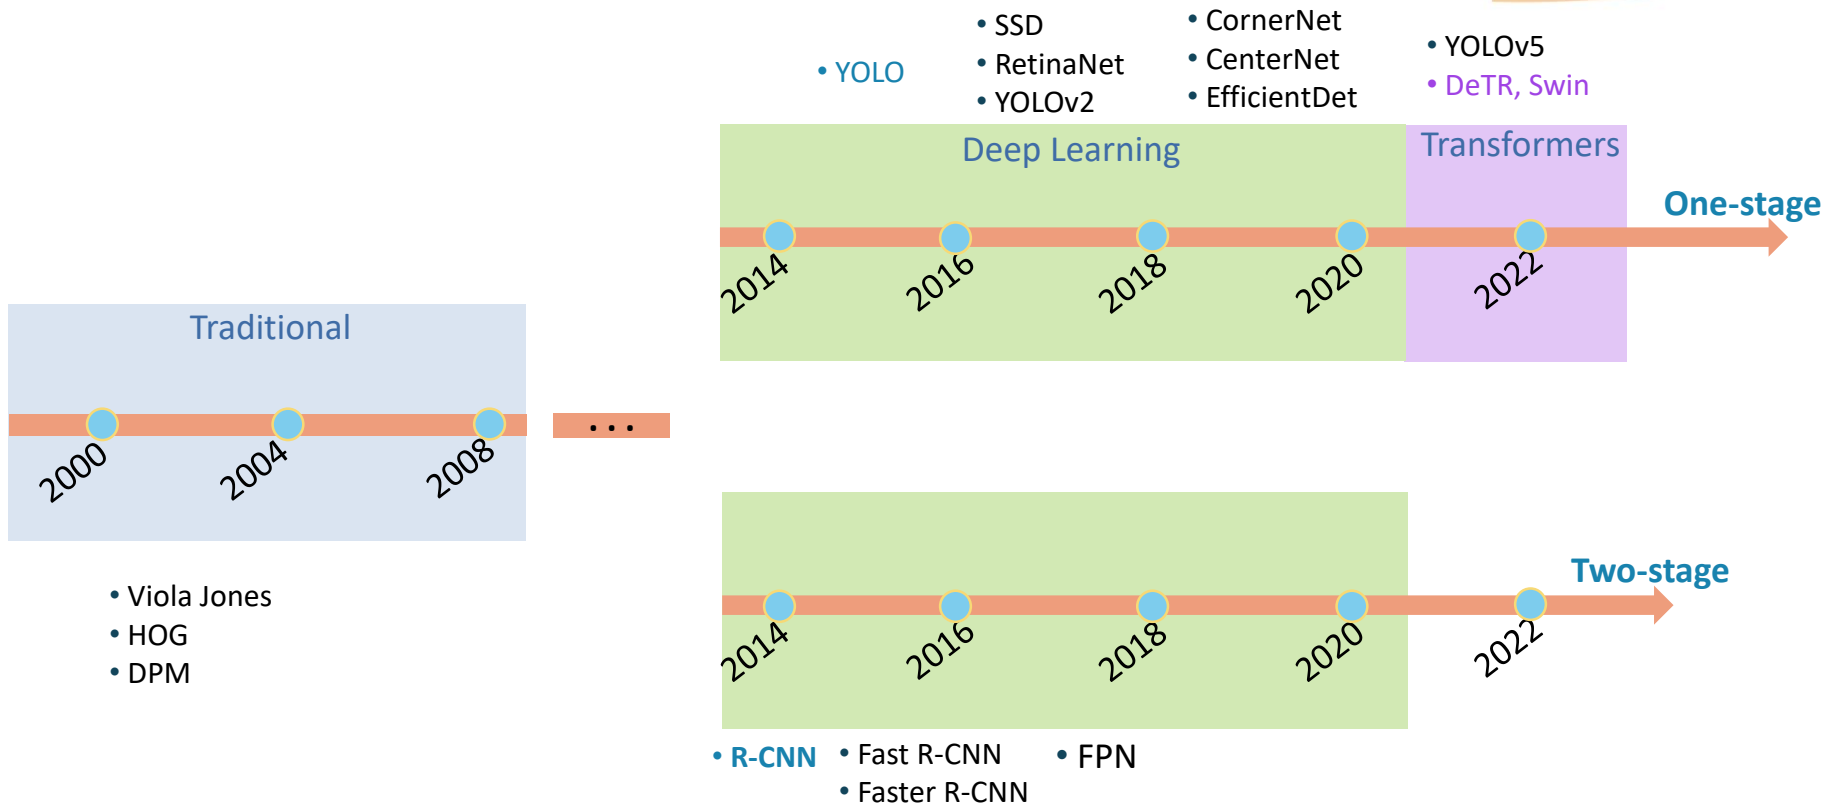 • SSD
• RetinaNet
• YOLOv2
• CornerNet
• CenterNet
• EfficientDet
• YOLO
• YOLOv5
• DeTR, Swin
Deep Learning
Transformers
One-stage
2014
2016
2018
2020
2022
Traditional
...
2000
2004
2008
• Viola Jones
• HOG
• DPM
Two-stage
2014
2016
2018
2020
2022
• R-CNN
• Fast R-CNN
• Faster R-CNN
• FPN